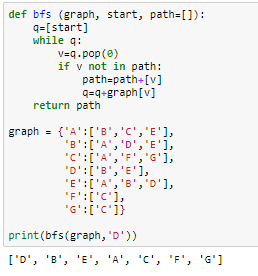 def bfs (graph, start, path=[]):
    q=[start]
    while q:
        v=q.pop(0)
        if v not in path:
            path=path+[v]
            q=q+graph[v]
    return path

graph = {'A':['B','C','E'],
         'B':['A','D','E'],
         'C':['A','F','G'],
         'D':['B','E'],
         'E':['A','B','D'],
         'F':['C'],
         'G':['C']}

print(bfs(graph,'D'))

['D', 'B', 'E', 'A', 'C', 'F', 'G']